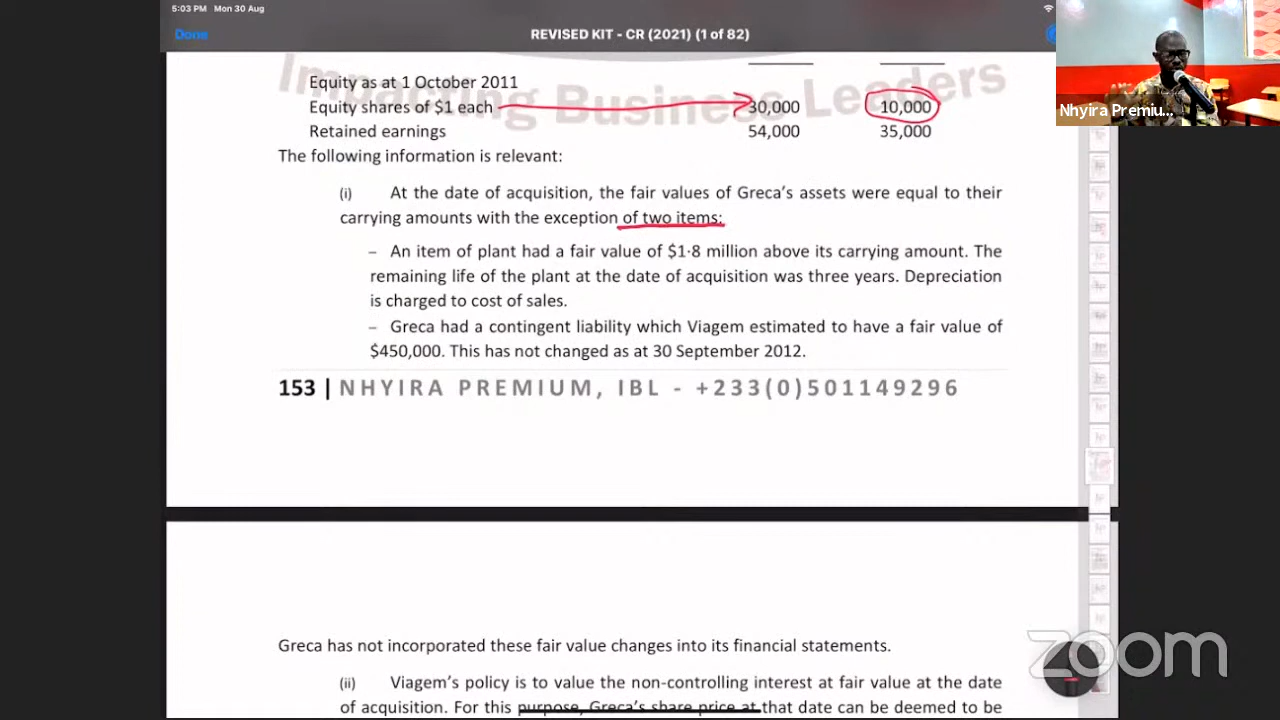 5:03 PM Mon 30 Aug
Done
REVISED KIT - CR (2021) (1 of 82)
Nhyira Premiu...
Equity as at 1 October 2011
Equity shares of $1 each 30,000 10,000
Retained earnings 54,000 35,000
The following information is relevant:
(i) At the date of acquisition, the fair values of Greca's assets were equal to their
carrying amounts with the exception of two items:
– An item of plant had a fair value of $1·8 million above its carrying amount. The
remaining life of the plant at the date of acquisition was three years. Depreciation
is charged to cost of sales.
– Greca had a contingent liability which Viagem estimated to have a fair value of
$450,000. This has not changed as at 30 September 2012.
153 | NHYIRA PREMIUM, IBL - +233(0)501149296
Greca has not incorporated these fair value changes into its financial statements.
zoom
(ii) Viagem's policy is to value the non-controlling interest at fair value at the date
of acquisition. For this purpose, Greca's share price at that date can be deemed to be